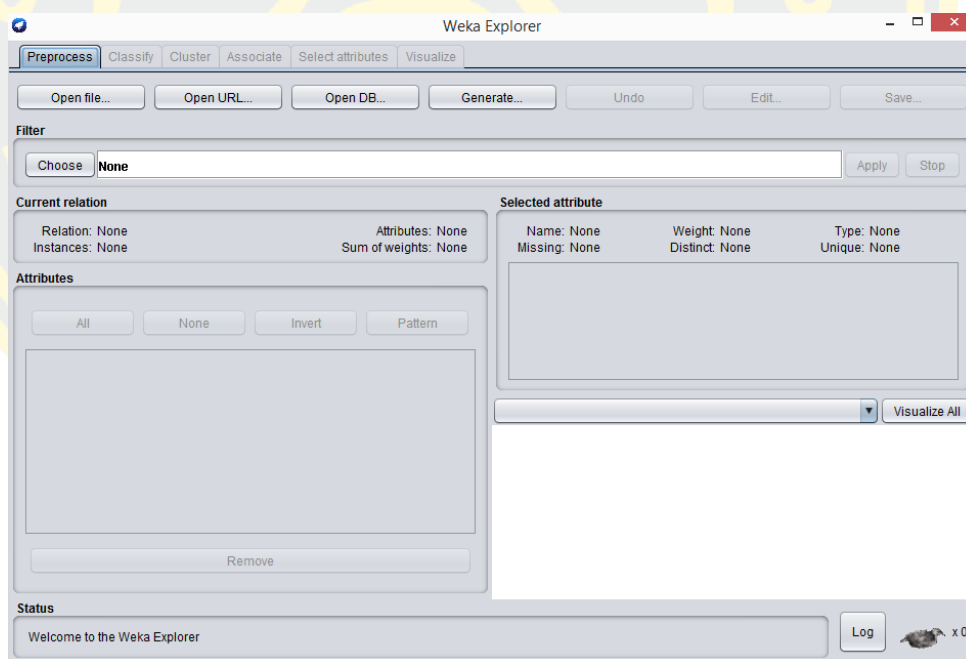 Weka Explorer
Preprocess Classify Cluster Associate Select attributes Visualize
Open file... Open URL... Open DB... Generate... Undo Edit... Save...
Filter
Choose None Apply Stop
Current relation
Relation: None Attributes: None
Instances: None Sum of weights: None
Selected attribute
Name: None Weight: None Type: None
Missing: None Distinct: None Unique: None
Attributes
All None Invert Pattern
Remove
Visualize All
Status
Welcome to the Weka Explorer
Log x 0